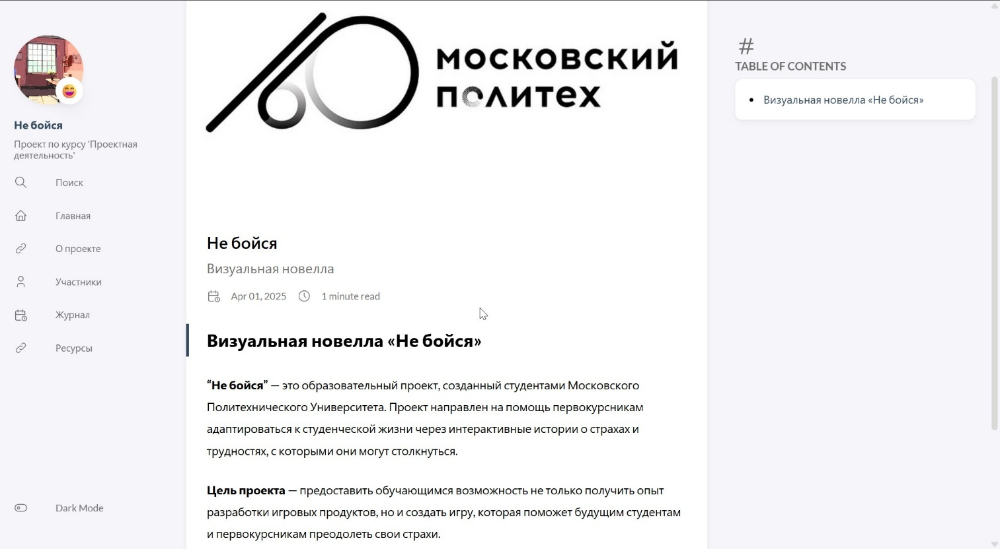 Не бойся
Проект по курсу 'Проектная
деятельность'
Поиск
Главная
О проекте
Участники
Журнал
Ресурсы
Dark Mode
МОСКОВСКИЙ
ПОЛИТЕХ
Не бойся
Визуальная новелла
Apr 01, 2025 1 minute read
Визуальная новелла «Не бойся»
“Не бойся” — это образовательный проект, созданный студентами Московского
Политехнического Университета. Проект направлен на помощь первокурсникам
адаптироваться к студенческой жизни через интерактивные истории о страхах и
трудностях, с которыми они могут столкнуться.
Цель проекта — предоставить обучающимся возможность не только получить опыт
разработки игровых продуктов, но и создать игру, которая поможет будущим студентам
и первокурсникам преодолеть свои страхи.
#
TABLE OF CONTENTS
• Визуальная новелла «Не бойся»